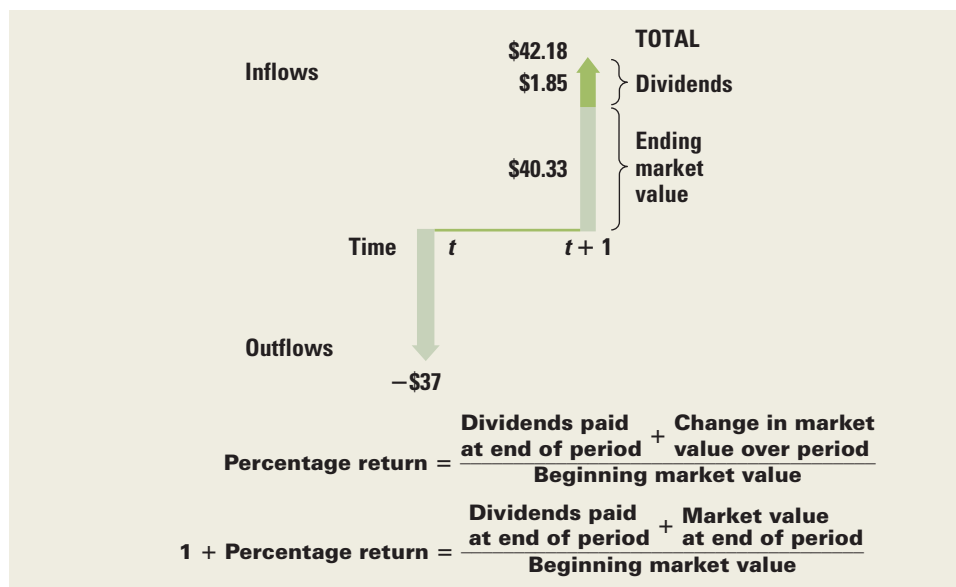 $42.18 TOTAL
Inflows
$1.85 Dividends
Ending
$40.33 market
value
Time t t + 1
Outflows
−$37
Dividends paid Change in market
at end of period + value over period
Percentage return =
Beginning market value
Dividends paid Market value
at end of period + at end of period
1 + Percentage return =
Beginning market value